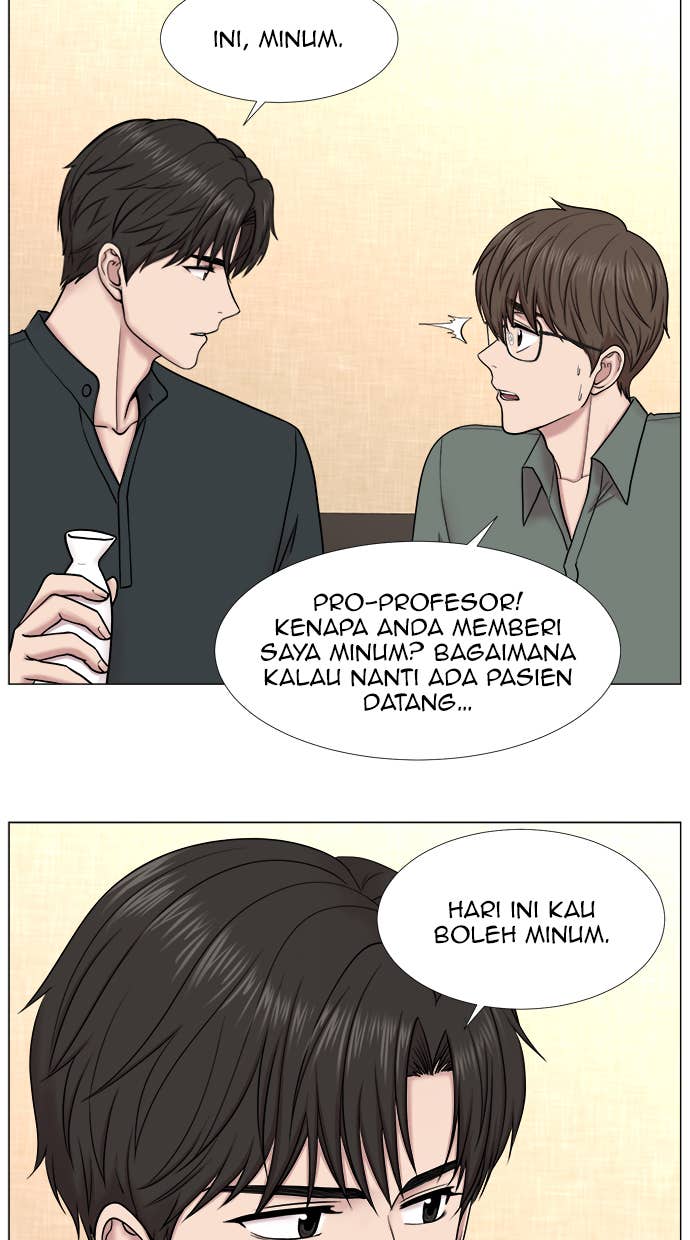 INI, MINUM.
PRO-PROFESOR!
KENAPA ANDA MEMBERI
SAYA MINUM? BAGAIMANA
KALAU NANTI ADA PASIEN
DATANG...
HARI INI KAU
BOLEH MINUM.